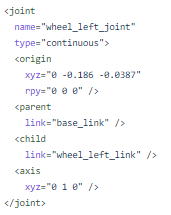 <joint
name="wheel_left_joint"
type="continuous">
<origin
xyz="0 -0.186 -0.0387"
rpy="0 0 0" />
<parent
link="base_link" />
<child
link="wheel_left_link" />
<axis
xyz="0 1 0" />
</joint>